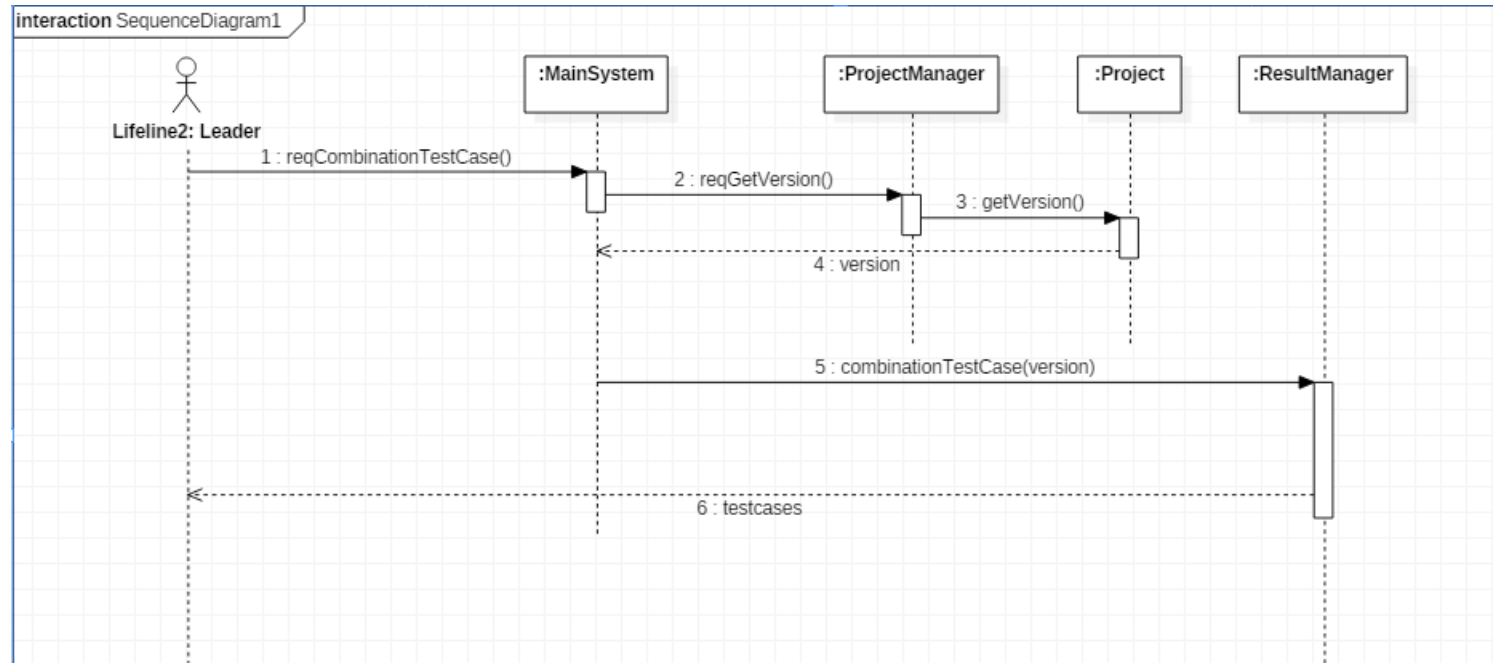 interaction SequenceDiagram1
:MainSystem
:ProjectManager
:Project
:ResultManager
Lifeline2: Leader
1 : reqCombinationTestCase()
2 : reqGetVersion()
3 : getVersion()
4 : version
5 : combinationTestCase(version)
6 : testcases